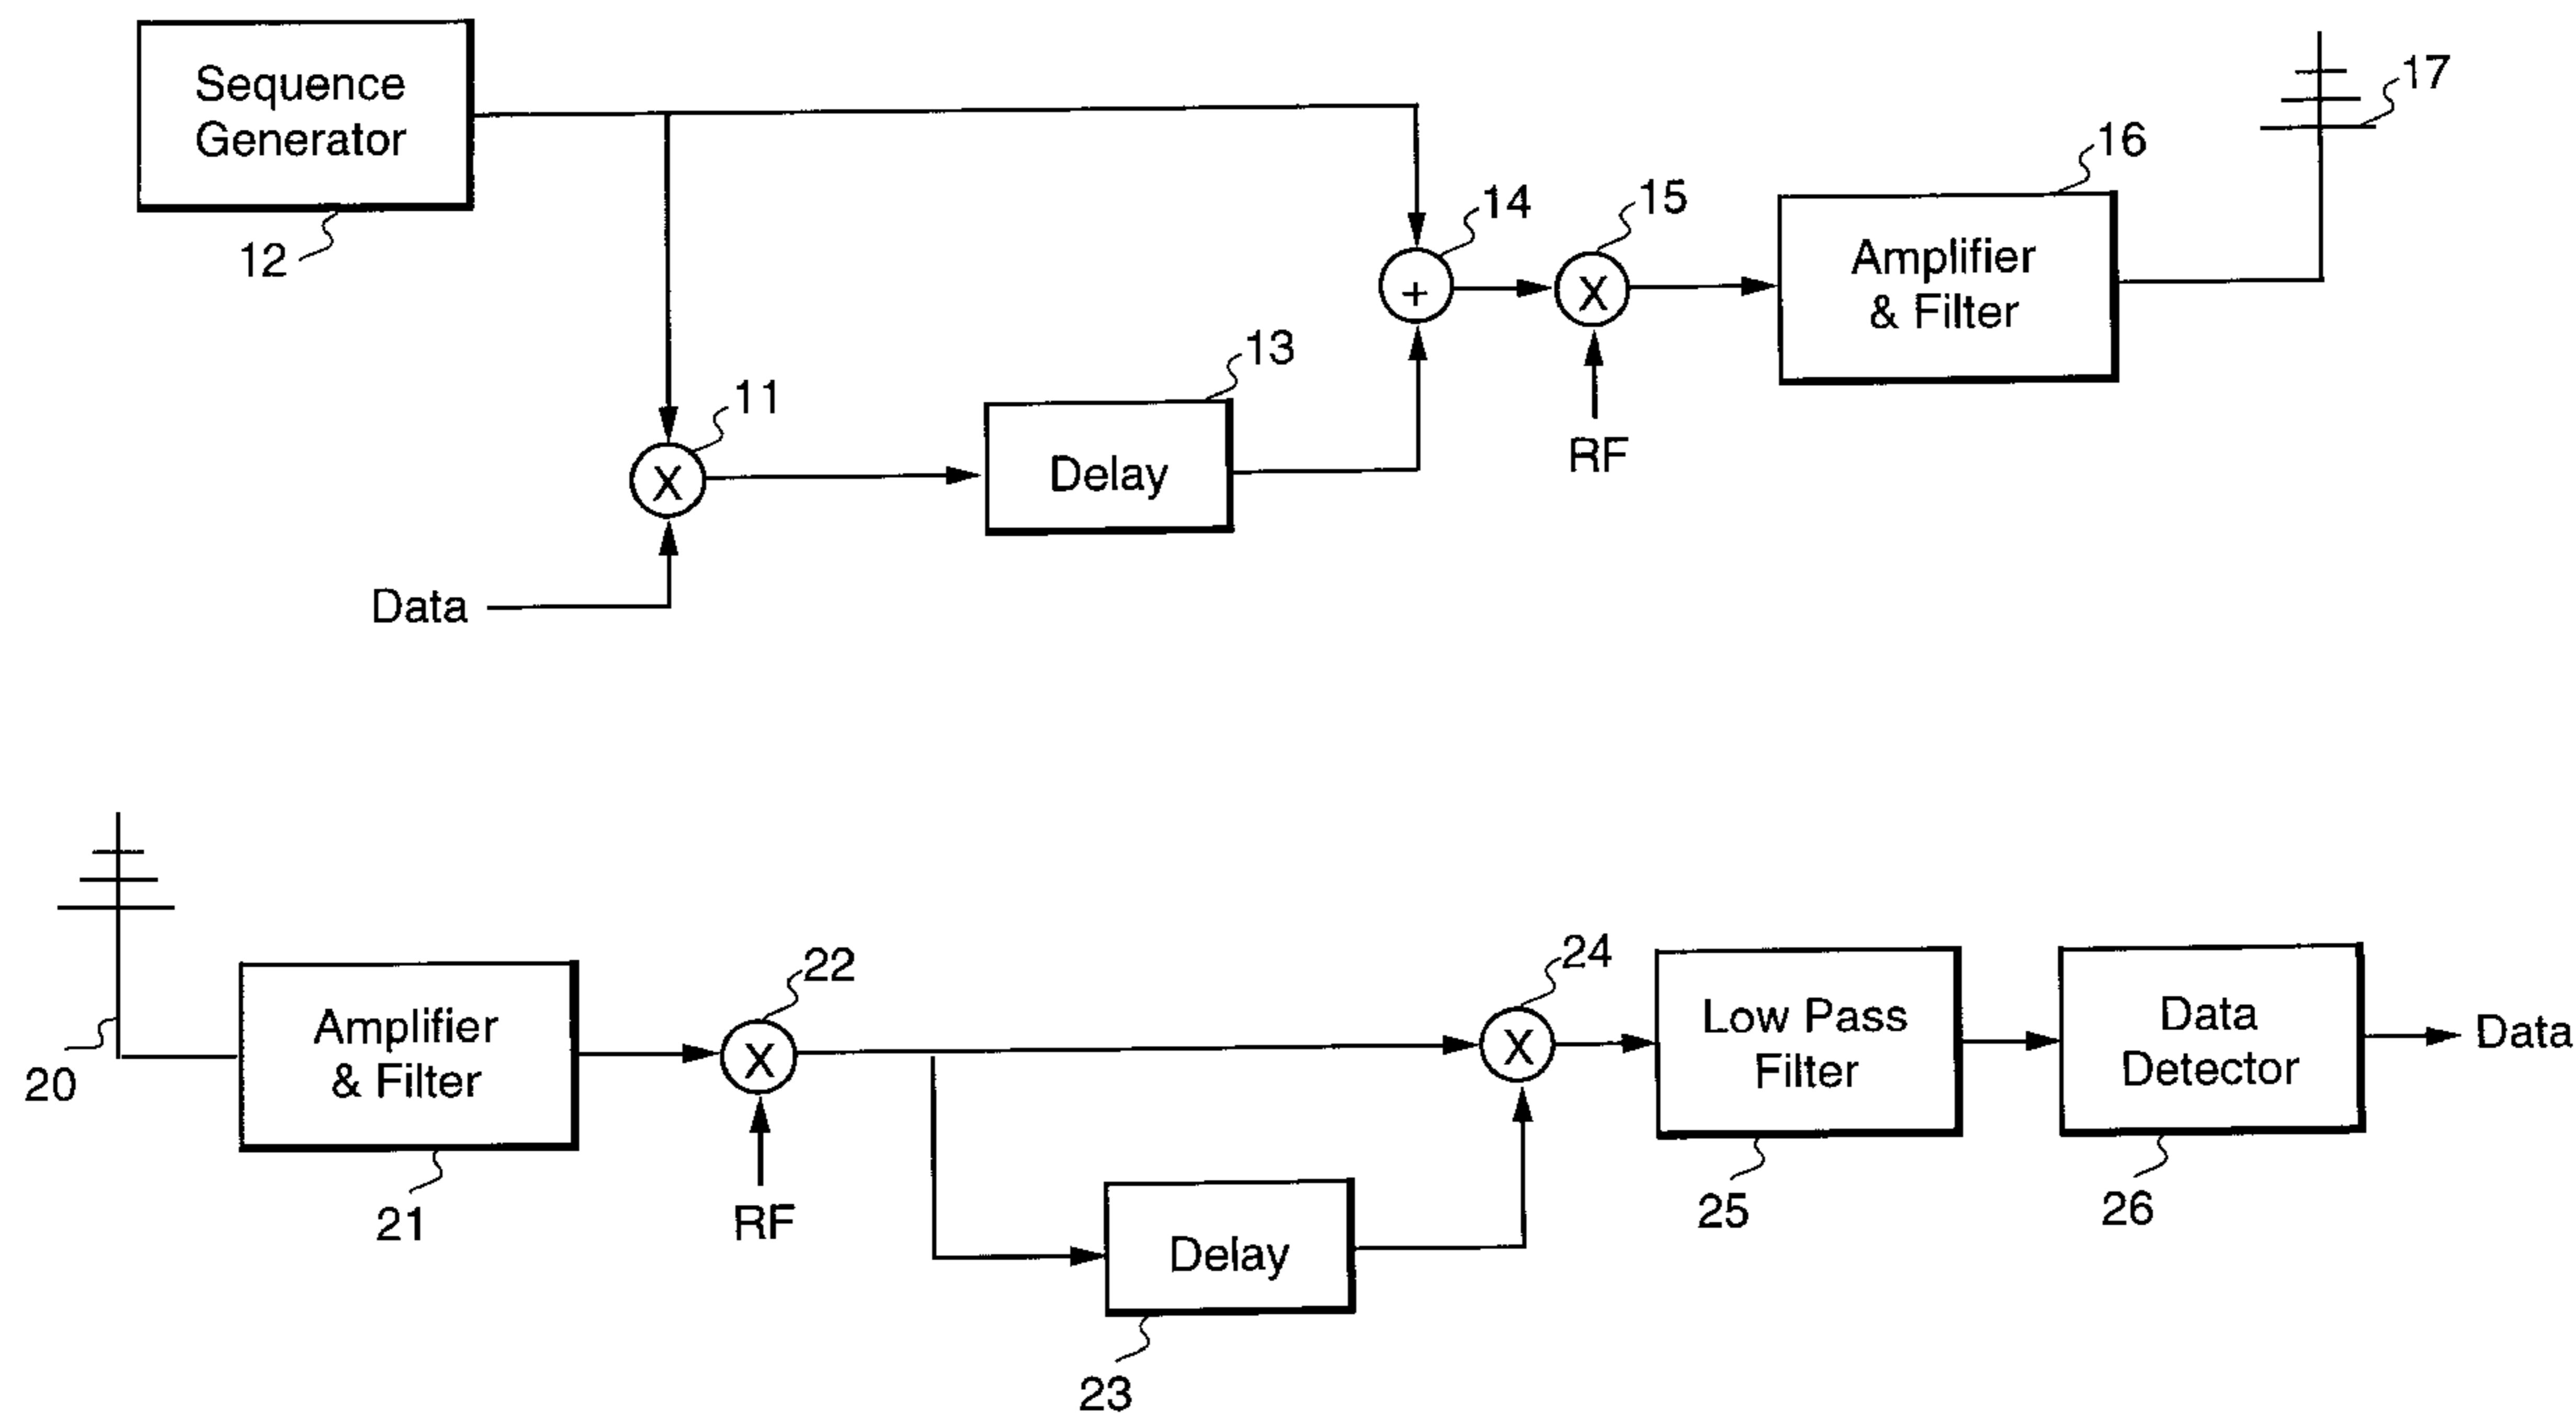 Sequence
Generator
12
17
16
14
15
Amplifier
& Filter
+
X
13
11
RF
Delay
X
Data
22
24
Low Pass
Filter
Data
Detector
Data
Amplifier
& Filter
X
X
20
21
RF
Delay
25
26
23